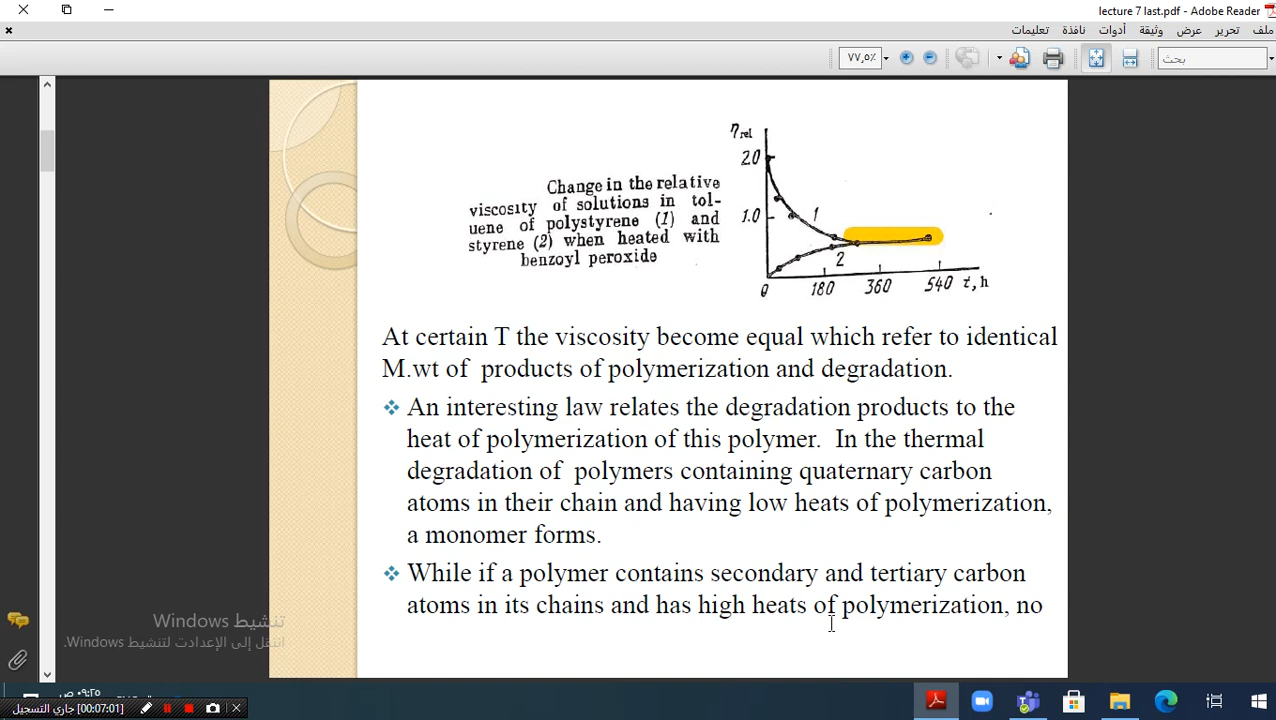 lecture 7 last.pdf - Adobe Reader
ملف تحرير عرض وثيقة أدوات نافذة تعليمات
٧٧,٥٪
بحث
Change in the relative
viscosity of solutions in tol-
uene of polystyrene (1) and
styrene (2) when heated with
benzoyl peroxide
η rel
2.0
1.0
1
2
0 180 360 540 t, h
At certain T the viscosity become equal which refer to identical
M.wt of products of polymerization and degradation.
An interesting law relates the degradation products to the
heat of polymerization of this polymer. In the thermal
degradation of polymers containing quaternary carbon
atoms in their chain and having low heats of polymerization,
a monomer forms.
While if a polymer contains secondary and tertiary carbon
atoms in its chains and has high heats of polymerization, no
تنشيط Windows
انتقل إلى الإعدادت لتنشيط Windows.
٠٩:٢٥ ص
جاري التسجيل [00:07:01]